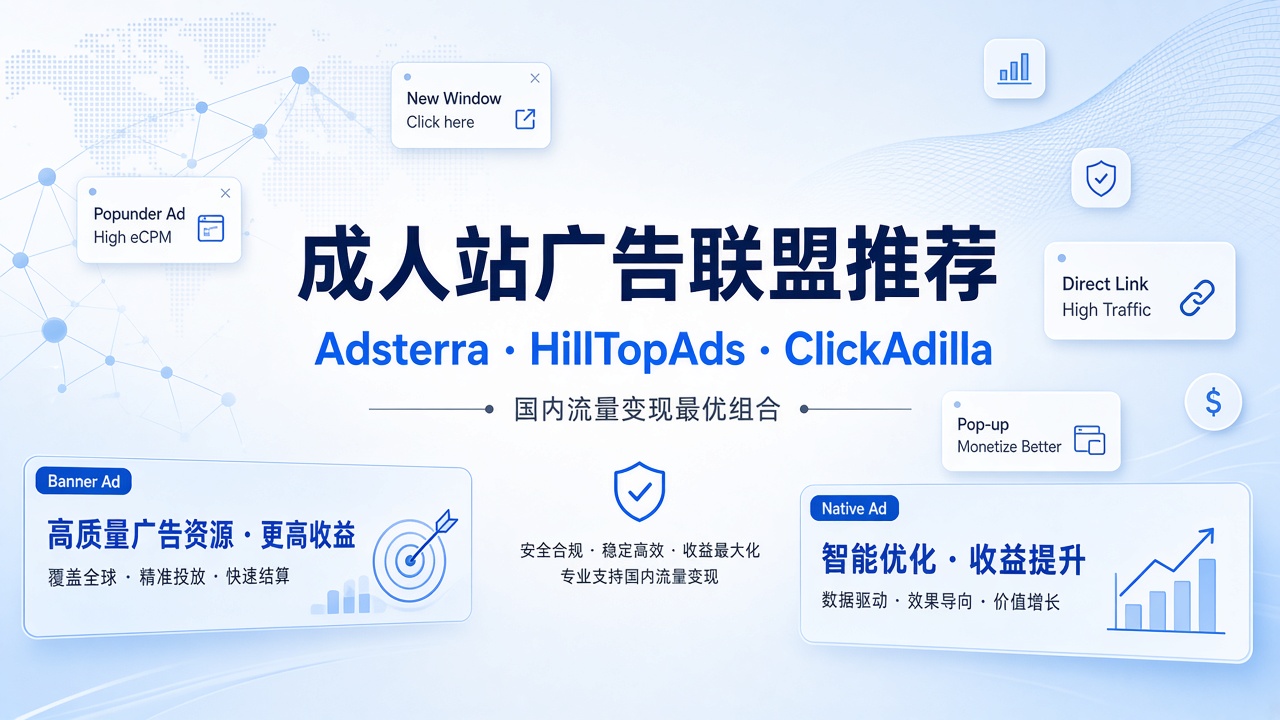 New Window
Click here
Popunder Ad
High eCPM
成人站广告联盟推荐
Adsterra · HillTopAds · ClickAdilla
国内流量变现最优组合
Direct Link
High Traffic
$
Pop-up
Monetize Better
Banner Ad
高质量广告资源 · 更高收益
覆盖全球 · 精准投放 · 快速结算
安全合规 · 稳定高效 · 收益最大化
专业支持国内流量变现
Native Ad
智能优化 · 收益提升
数据驱动 · 效果导向 · 价值增长